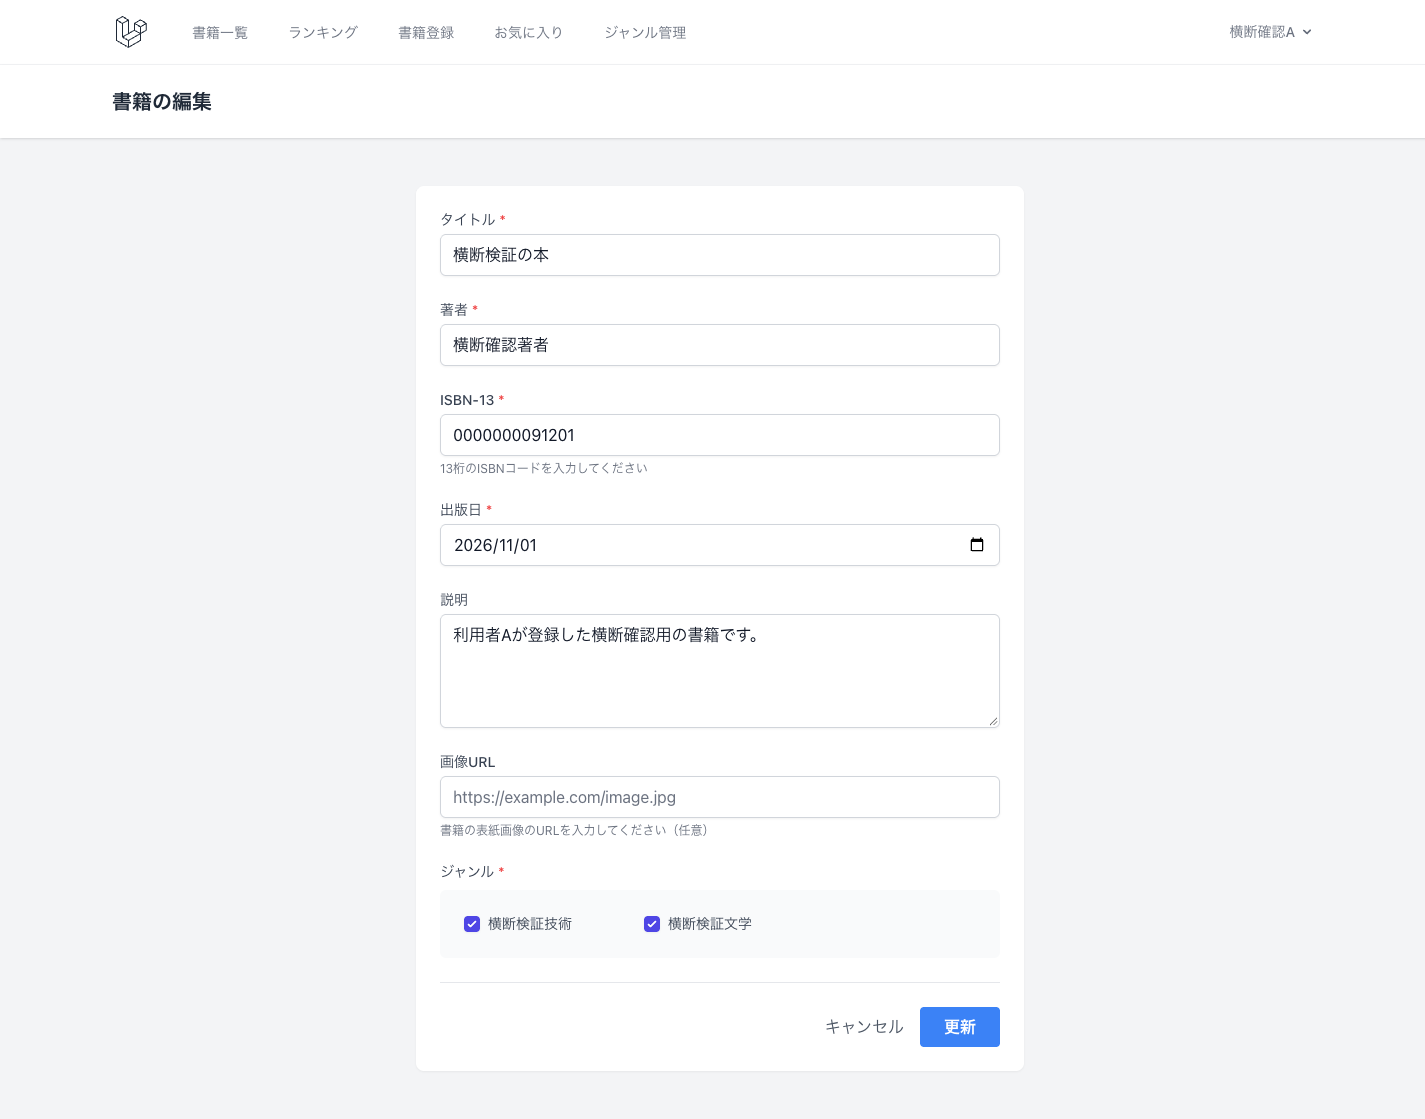 書籍一覧 ランキング 書籍登録 お気に入り ジャンル管理 横断確認A
書籍の編集
タイトル *
横断検証の本
著者 *
横断確認著者
ISBN-13 *
0000000091201
13桁のISBNコードを入力してください
出版日 *
2026/11/01
説明
利用者Aが登録した横断確認用の書籍です。
画像URL
https://example.com/image.jpg
書籍の表紙画像のURLを入力してください（任意）
ジャンル *
横断検証技術 横断検証文学
キャンセル 更新